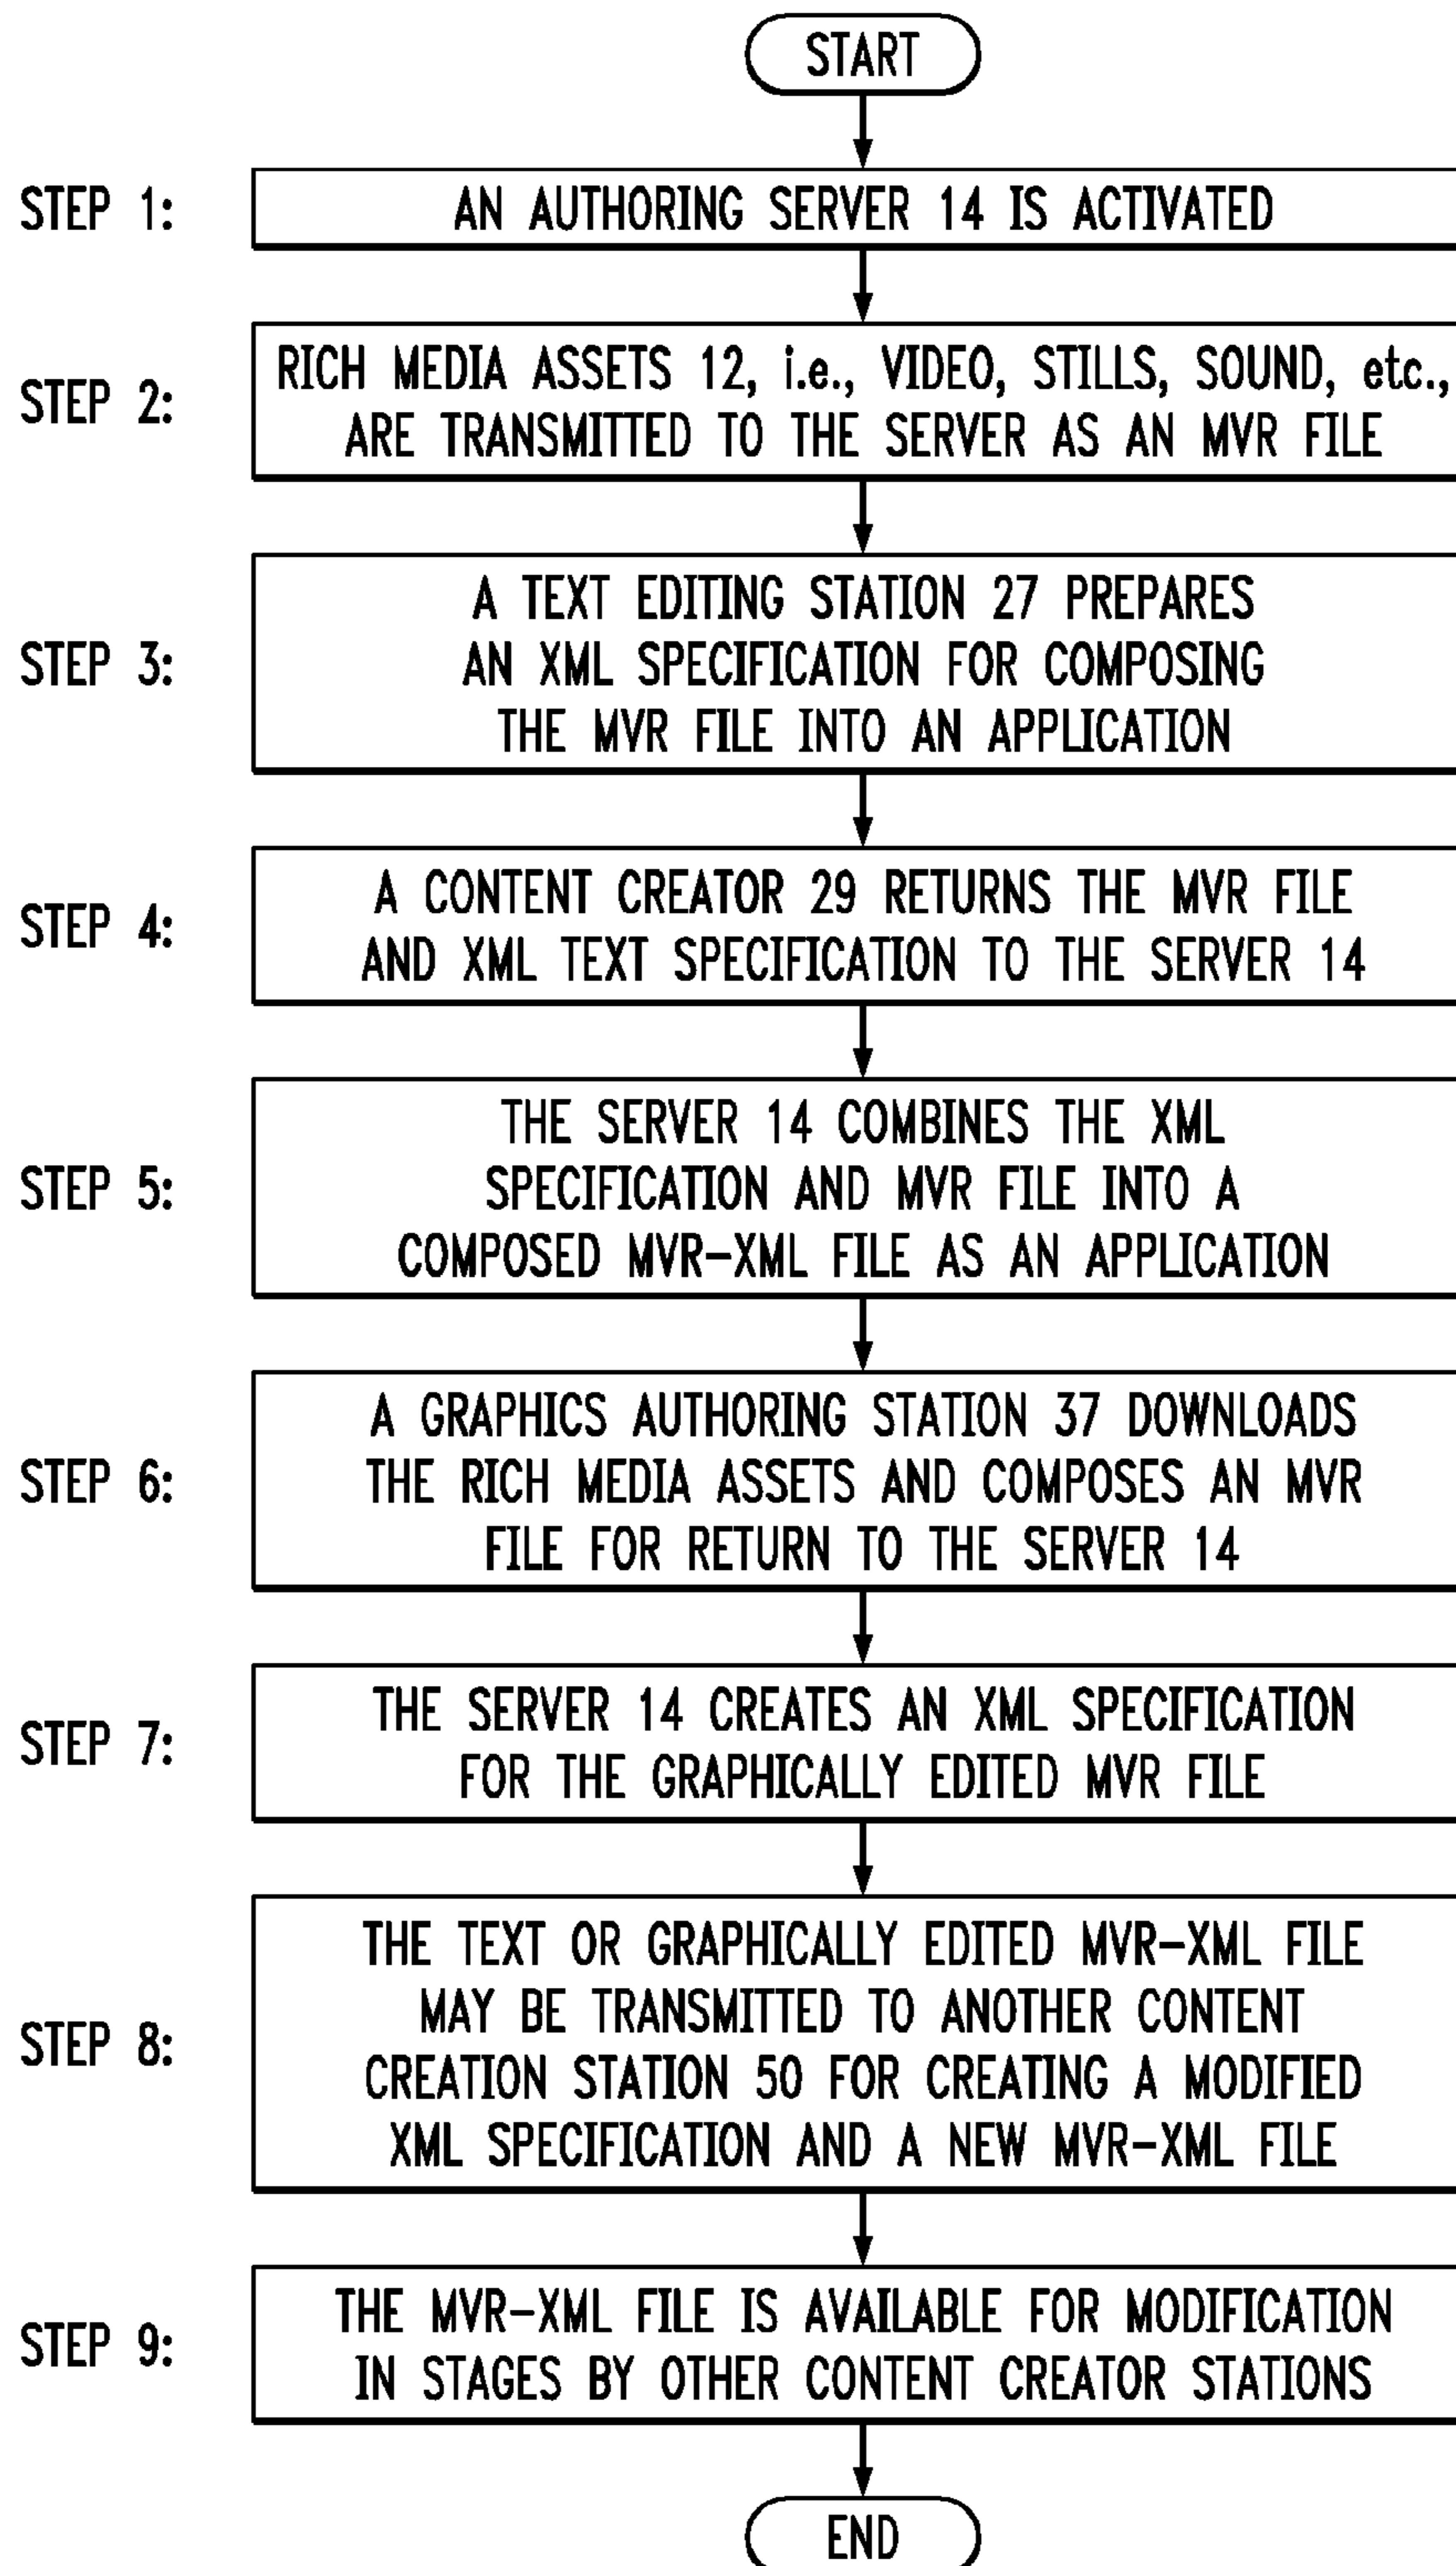 START
STEP 1:
AN AUTHORING SERVER 14 IS ACTIVATED
STEP 2:
RICH MEDIA ASSETS 12, i.e., VIDEO, STILLS, SOUND, etc.,
ARE TRANSMITTED TO THE SERVER AS AN MVR FILE
STEP 3:
A TEXT EDITING STATION 27 PREPARES
AN XML SPECIFICATION FOR COMPOSING
THE MVR FILE INTO AN APPLICATION
STEP 4:
A CONTENT CREATOR 29 RETURNS THE MVR FILE
AND XML TEXT SPECIFICATION TO THE SERVER 14
STEP 5:
THE SERVER 14 COMBINES THE XML
SPECIFICATION AND MVR FILE INTO A
COMPOSED MVR-XML FILE AS AN APPLICATION
STEP 6:
A GRAPHICS AUTHORING STATION 37 DOWNLOADS
THE RICH MEDIA ASSETS AND COMPOSES AN MVR
FILE FOR RETURN TO THE SERVER 14
STEP 7:
THE SERVER 14 CREATES AN XML SPECIFICATION
FOR THE GRAPHICALLY EDITED MVR FILE
STEP 8:
THE TEXT OR GRAPHICALLY EDITED MVR-XML FILE
MAY BE TRANSMITTED TO ANOTHER CONTENT
CREATION STATION 50 FOR CREATING A MODIFIED
XML SPECIFICATION AND A NEW MVR-XML FILE
STEP 9:
THE MVR-XML FILE IS AVAILABLE FOR MODIFICATION
IN STAGES BY OTHER CONTENT CREATOR STATIONS
END